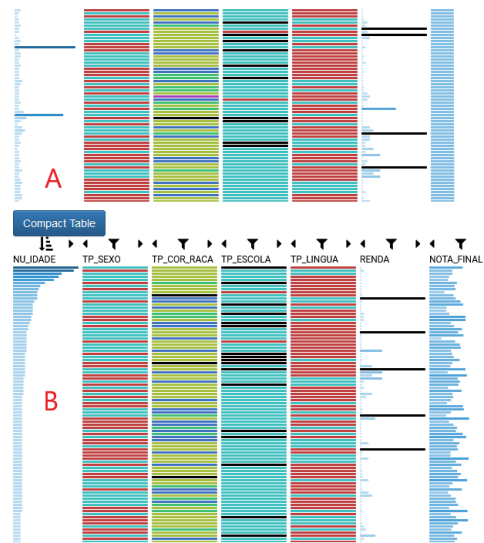 A
Compact Table
NU_IDADE TP_SEXO TP_COR_RACA TP_ESCOLA TP_LINGUA RENDA NOTA_FINAL
B